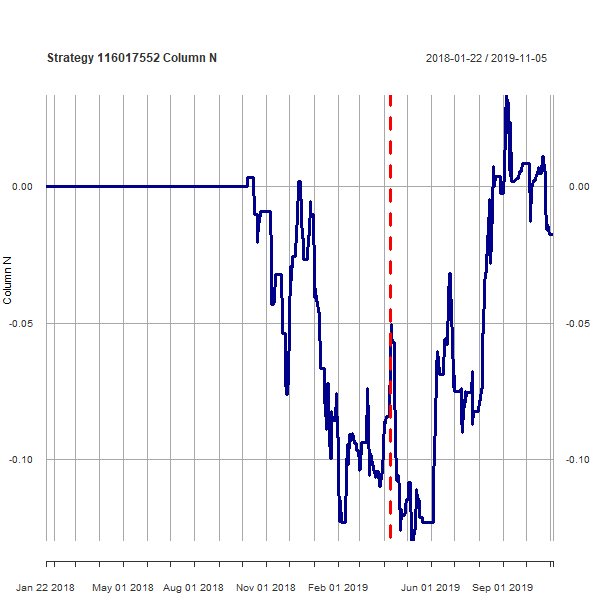 Strategy 116017552 Column N
2018-01-22 / 2019-11-05
0.00
0.00
-0.05
-0.05
-0.10
-0.10
Column N
Jan 22 2018
May 01 2018
Aug 01 2018
Nov 01 2018
Feb 01 2019
Jun 01 2019
Sep 01 2019